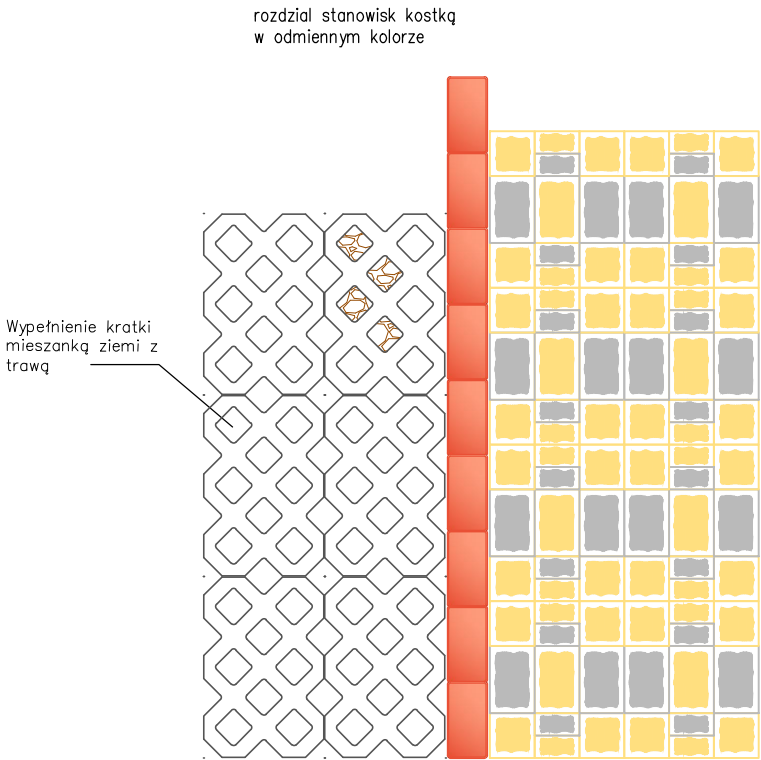 rozdzial stanowisk kostką
w odmiennym kolorze
Wypełnienie kratki
mieszanką ziemi z
trawą